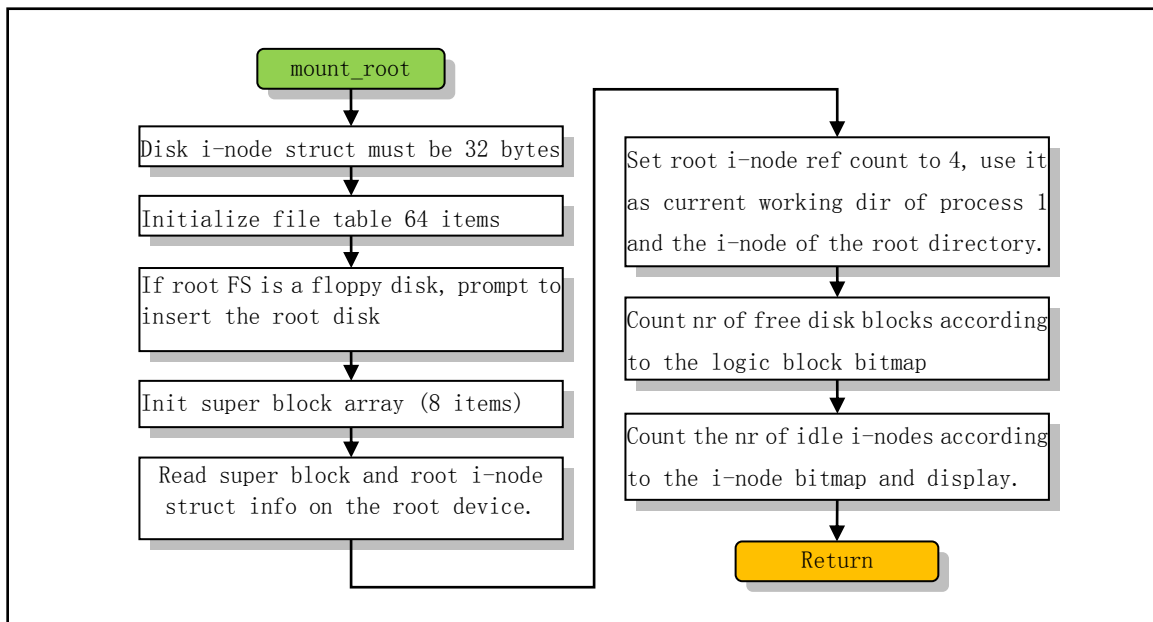 mount_root
Disk i-node struct must be 32 bytes
Initialize file table 64 items
If root FS is a floppy disk, prompt to
insert the root disk
Init super block array (8 items)
Read super block and root i-node
struct info on the root device.
Set root i-node ref count to 4, use it
as current working dir of process 1
and the i-node of the root directory.
Count nr of free disk blocks according
to the logic block bitmap
Count the nr of idle i-nodes according
to the i-node bitmap and display.
Return